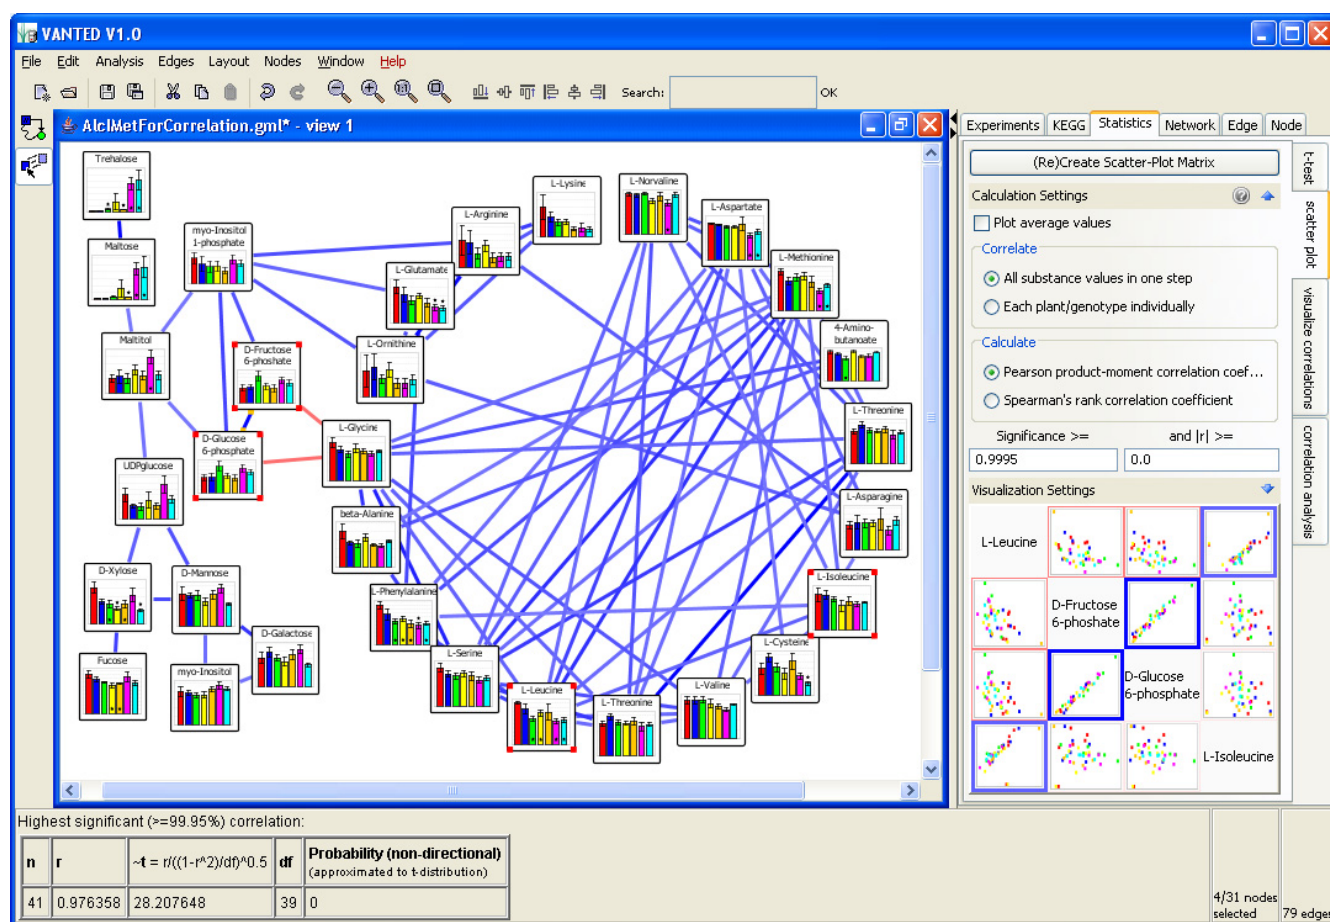 VANTED V1.0
File Edit Analysis Edges Layout Nodes Window Help
Search: OK
AlclMetForCorrelation.gml* - view 1
Trehalose
Maltose
myo-Inositol
1-phosphate
Maltitol
D-Fructose
6-phoshate
D-Glucose
6-phosphate
UDPglucose
D-Xylose
D-Mannose
Fucose
myo-Inositol
D-Galactose
L-Lysine
L-Arginine
L-Glutamate
L-Ornithine
L-Glycine
beta-Alanine
L-Phenylalanine
L-Serine
L-Leucine
L-Threonine
L-Valine
L-Cysteine
L-Isoleucine
L-Asparagine
L-Threonine
4-Amino-
butanoate
L-Methionine
L-Aspartate
L-Norvaline
Experiments KEGG Statistics Network Edge Node
(Re)Create Scatter-Plot Matrix
Calculation Settings
Plot average values
Correlate
All substance values in one step
Each plant/genotype individually
Calculate
Pearson product-moment correlation coef...
Spearman's rank correlation coefficient
Significance >= and |r| >=
0.9995 0.0
Visualization Settings
L-Leucine
D-Fructose
6-phoshate
D-Glucose
6-phosphate
L-Isoleucine
t-test
scatter plot
visualize correlations
correlation analysis
Highest significant (>=99.95%) correlation:
n r ~t = r/((1-r^2)/df)^0.5 df Probability (non-directional)
(approximated to t-distribution)
41 0.976358 28.207648 39 0
4/31 nodes
selected
79 edges